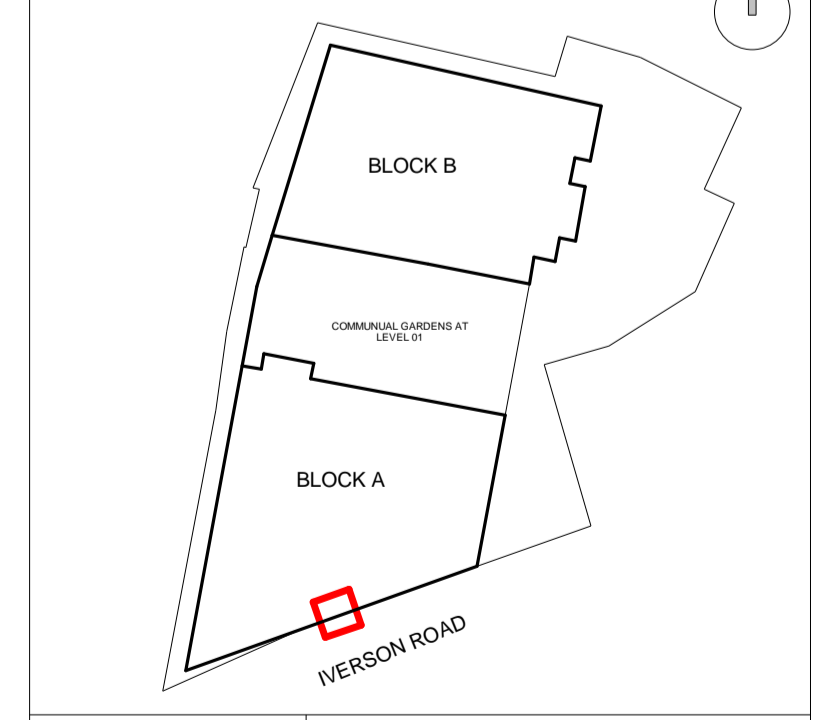 BLOCK B
COMMUNUAL GARDENS AT
LEVEL 01
BLOCK A
IVERSON ROAD